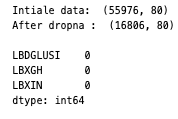 Intiale data:  (55976, 80)
After dropna :  (16806, 80)

LBDGLUSI    0
LBXGH       0
LBXIN       0
dtype: int64